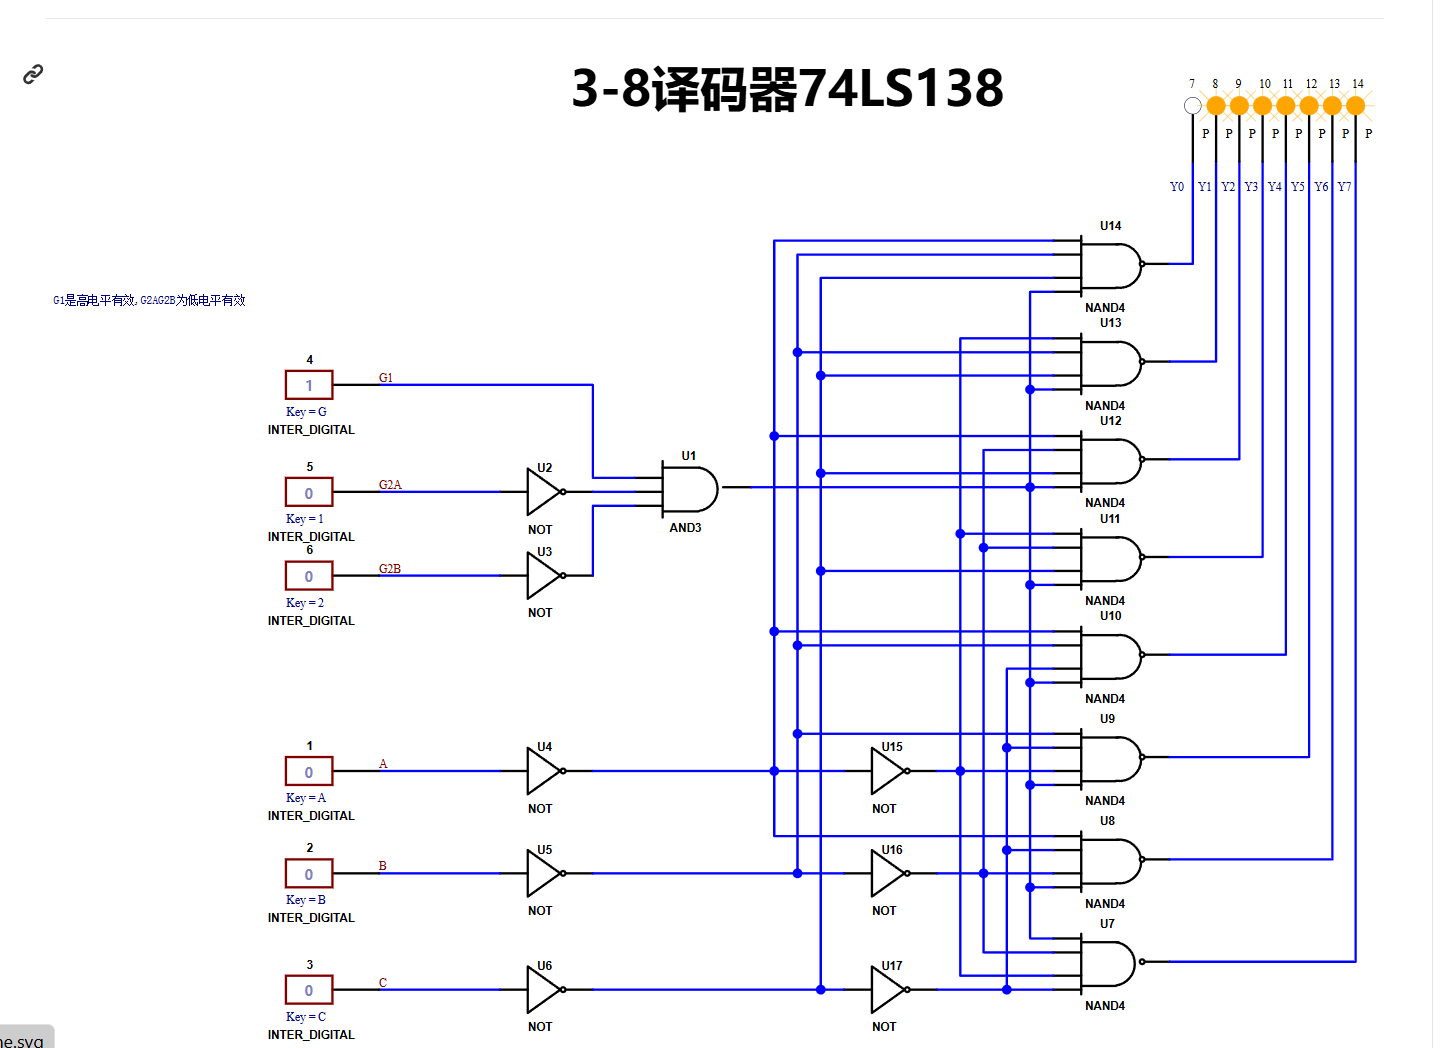 3-8译码器74LS138
7 8 9 10 11 12 13 14
P P P P P P P P
Y0 Y1 Y2 Y3 Y4 Y5 Y6 Y7
U14
NAND4
U13
NAND4
U12
NAND4
U11
NAND4
U10
NAND4
U9
NAND4
U8
NAND4
U7
NAND4
G1是高电平有效,G2AG2B为低电平有效
4
1
G1
Key = G
INTER_DIGITAL
5
0
G2A
Key = 1
INTER_DIGITAL
6
0
G2B
Key = 2
INTER_DIGITAL
U2
NOT
U3
NOT
U1
AND3
1
0
A
Key = A
INTER_DIGITAL
U4
NOT
U15
NOT
2
0
B
Key = B
INTER_DIGITAL
U5
NOT
U16
NOT
3
0
C
Key = C
INTER_DIGITAL
U6
NOT
U17
NOT
ne.svg